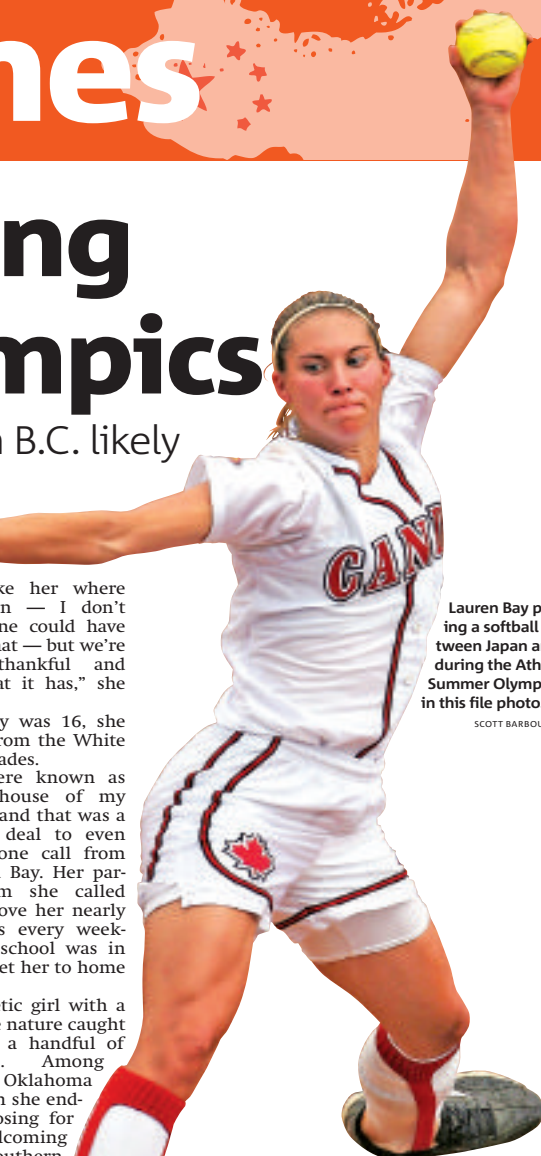 nes
ng
mpics
n B.C. likely
CAN
ke her where
n — I don't
ne could have
at — but we're
thankful and
at it has," she
y was 16, she
rom the White
ades.
ere known as
house of my
and that was a
deal to even
one call from
Bay. Her par-
m she called
ove her nearly
s every week-
school was in
et her to home
etic girl with a
e nature caught
a handful of
. Among
Oklahoma
n she end-
osing for
lcoming
outhern
Lauren Bay p
ing a softball
tween Japan a
during the Ath
Summer Olymp
in this file photo
SCOTT BARBOU